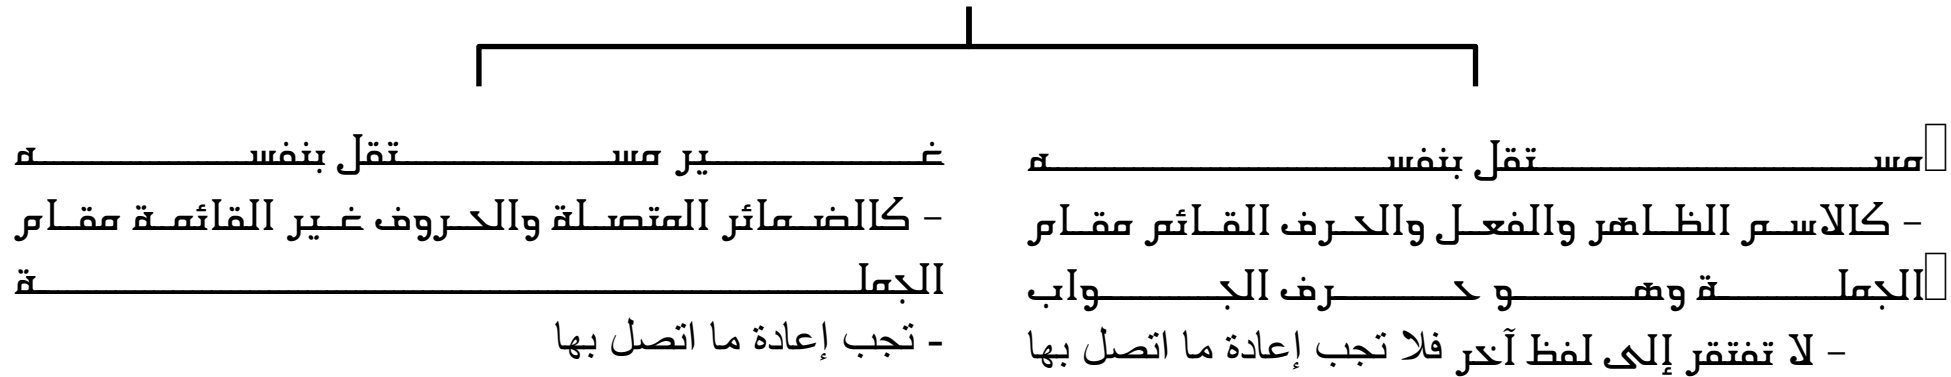 مستقل بنفسه
- كالاسم الظاهر والفعل والحرف القائم مقام
الجملة وهو حرف الجواب
- لا تفتقر إلى لفظ آخر فلا تجب إعادة ما اتصل بها
غير مستقل بنفسه
- كالضمائر المتصلة والحروف غير القائمة مقام
الجملة
- تجب إعادة ما اتصل بها